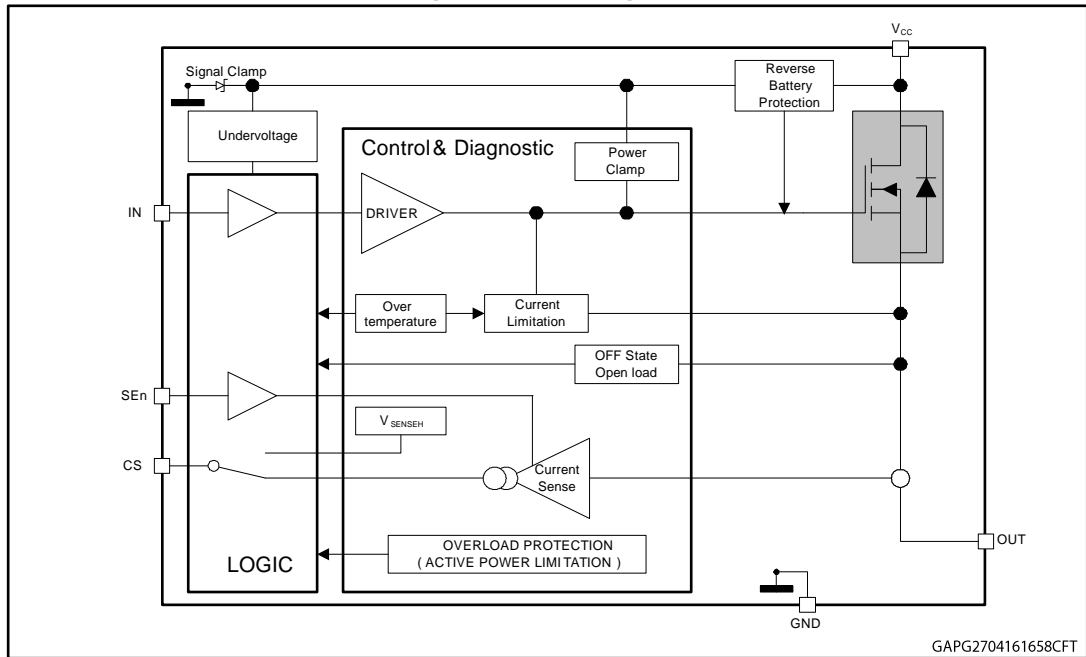 VCC
Signal Clamp
Reverse
Battery
Protection
Undervoltage
Control & Diagnostic
Power
Clamp
IN
DRIVER
Over
temperature
Current
Limitation
OFF State
Open load
SEn
VSENSEH
CS
Current
Sense
OVERLOAD PROTECTION
( ACTIVE POWER LIMITATION )
LOGIC
OUT
GND
GAPG2704161658CFT